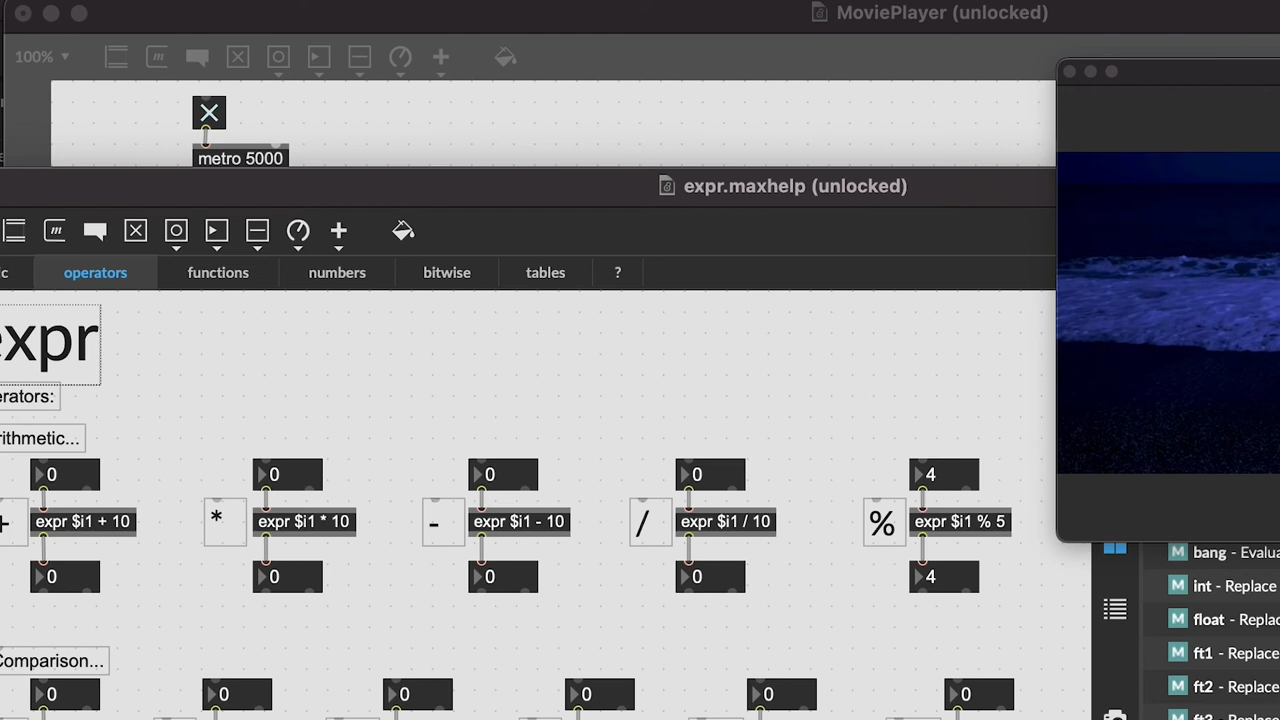 MoviePlayer (unlocked)
100%
m
metro 5000
expr.maxhelp (unlocked)
m
c
operators
functions
numbers
bitwise
tables
?
expr
erators:
ithmetic...
0
0
0
0
4
+
expr $i1 + 10
*
expr $i1 * 10
-
expr $i1 - 10
/
expr $i1 / 10
%
expr $i1 % 5
0
0
0
0
4
Comparison...
0
0
0
0
0
0
M bang - Evalua
M int - Replace
M float - Replac
M ft1 - Replace
M ft2 - Replace